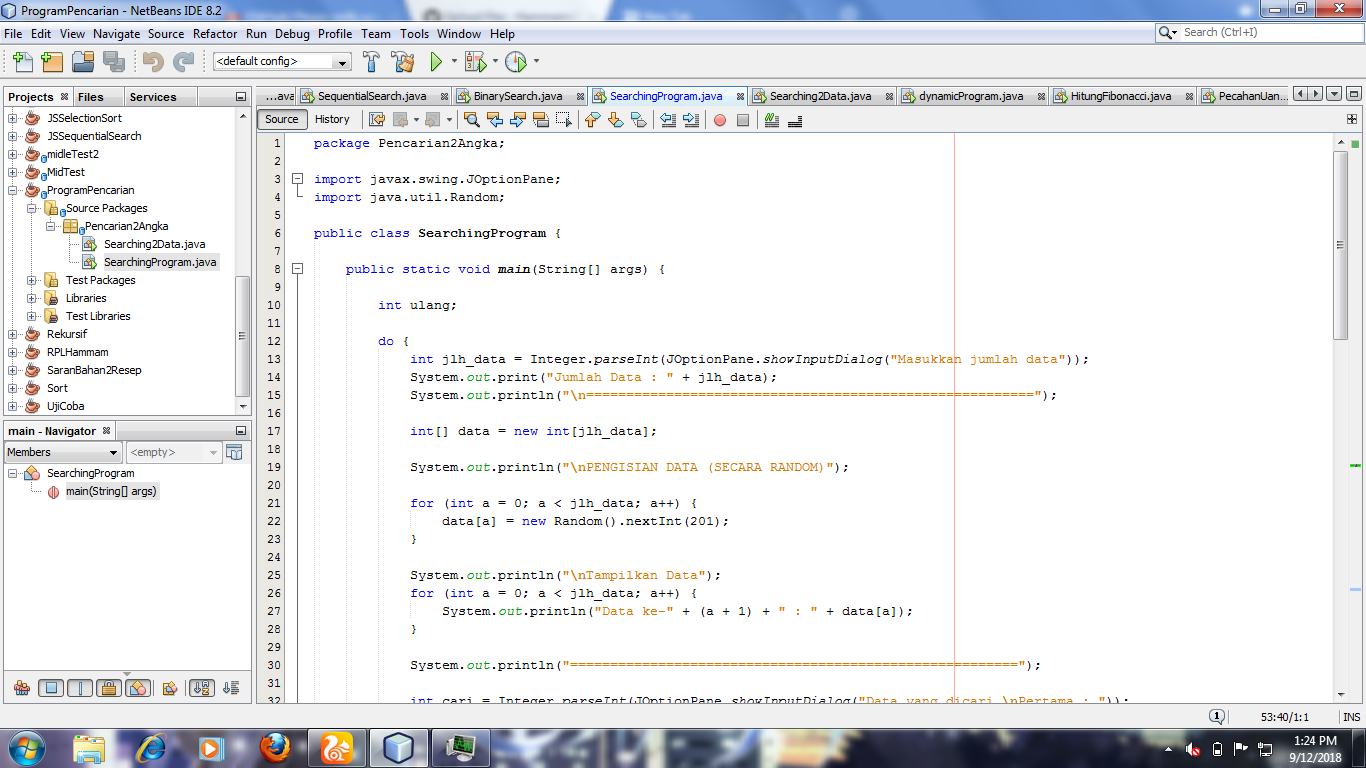 ProgramPencarian - NetBeans IDE 8.2
File Edit View Navigate Source Refactor Run Debug Profile Team Tools Window Help
Search (Ctrl+I)
<default config>
Projects Files Services
JSSelectionSort
JSSequentialSearch
midleTest2
MidTest
ProgramPencarian
Source Packages
Pencarian2Angka
Searching2Data.java
SearchingProgram.java
Test Packages
Libraries
Test Libraries
Rekursif
RPLHammam
SaranBahan2Resep
Sort
UjiCoba
main - Navigator
Members <empty>
SearchingProgram
main(String[] args)
...ava SequentialSearch.java BinarySearch.java SearchingProgram.java Searching2Data.java dynamicProgram.java HitungFibonacci.java PecahanUan...
Source History
1 package Pencarian2Angka;
2
3 import javax.swing.JOptionPane;
4 import java.util.Random;
5
6 public class SearchingProgram {
7
8 public static void main(String[] args) {
9
10 int ulang;
11
12 do {
13 int jlh_data = Integer.parseInt(JOptionPane.showInputDialog("Masukkan jumlah data"));
14 System.out.print("Jumlah Data : " + jlh_data);
15 System.out.println("\n========================================================");
16
17 int[] data = new int[jlh_data];
18
19 System.out.println("\nPENGISIAN DATA (SECARA RANDOM)");
20
21 for (int a = 0; a < jlh_data; a++) {
22 data[a] = new Random().nextInt(201);
23 }
24
25 System.out.println("\nTampilkan Data");
26 for (int a = 0; a < jlh_data; a++) {
27 System.out.println("Data ke-" + (a + 1) + " : " + data[a]);
28 }
29
30 System.out.println("========================================================");
31
32 int cari = Integer.parseInt(JOptionPane.showInputDialog("Data yang dicari \nPertama : "));
1 53:40/1:1 INS
1:24 PM
9/12/2018